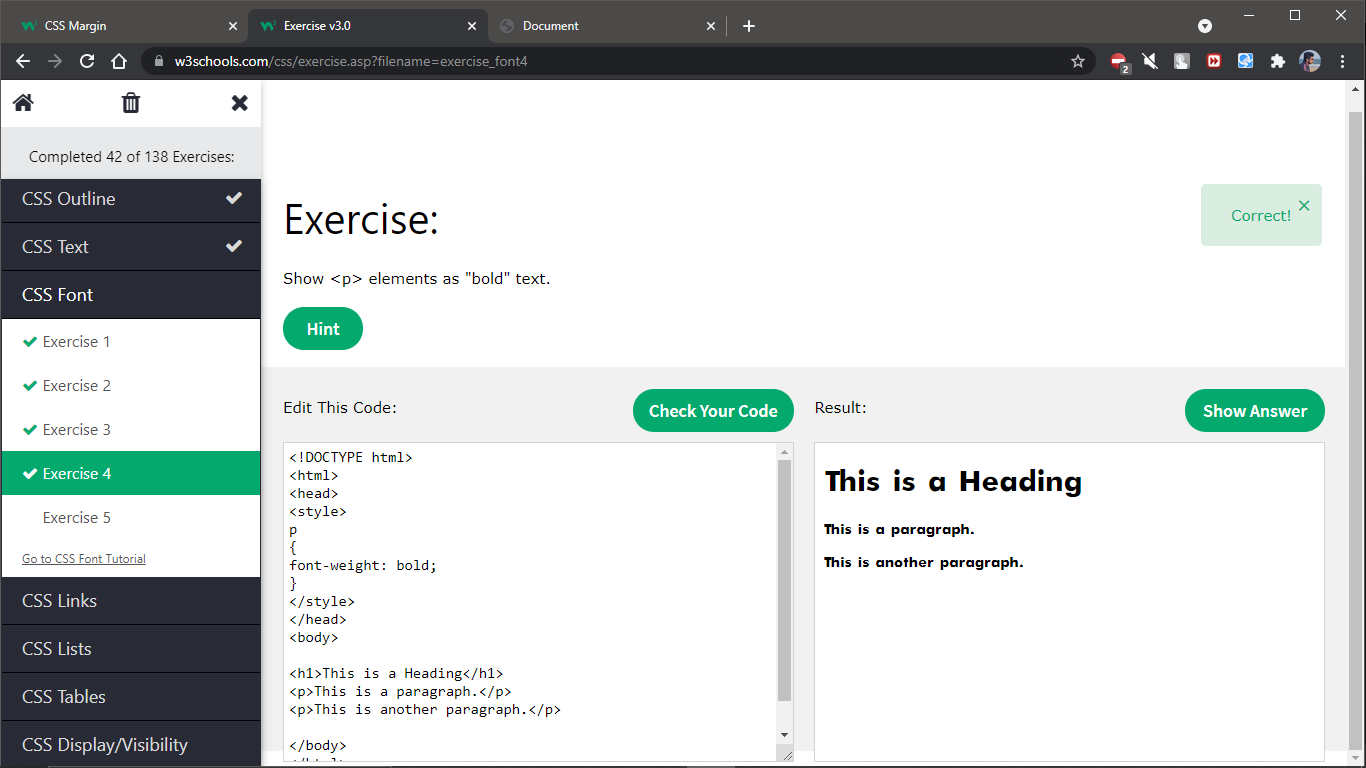 CSS Margin
Exercise v3.0
Document
w3schools.com/css/exercise.asp?filename=exercise_font4
2
Completed 42 of 138 Exercises:
CSS Outline
CSS Text
CSS Font
Exercise 1
Exercise 2
Exercise 3
Exercise 4
Exercise 5
Go to CSS Font Tutorial
CSS Links
CSS Lists
CSS Tables
CSS Display/Visibility
Exercise:
Correct!
Show <p> elements as "bold" text.
Hint
Edit This Code:
Check Your Code
<!DOCTYPE html>
<html>
<head>
<style>
p
{
font-weight: bold;
}
</style>
</head>
<body>
<h1>This is a Heading</h1>
<p>This is a paragraph.</p>
<p>This is another paragraph.</p>
</body>
Result:
Show Answer
This is a Heading
This is a paragraph.
This is another paragraph.